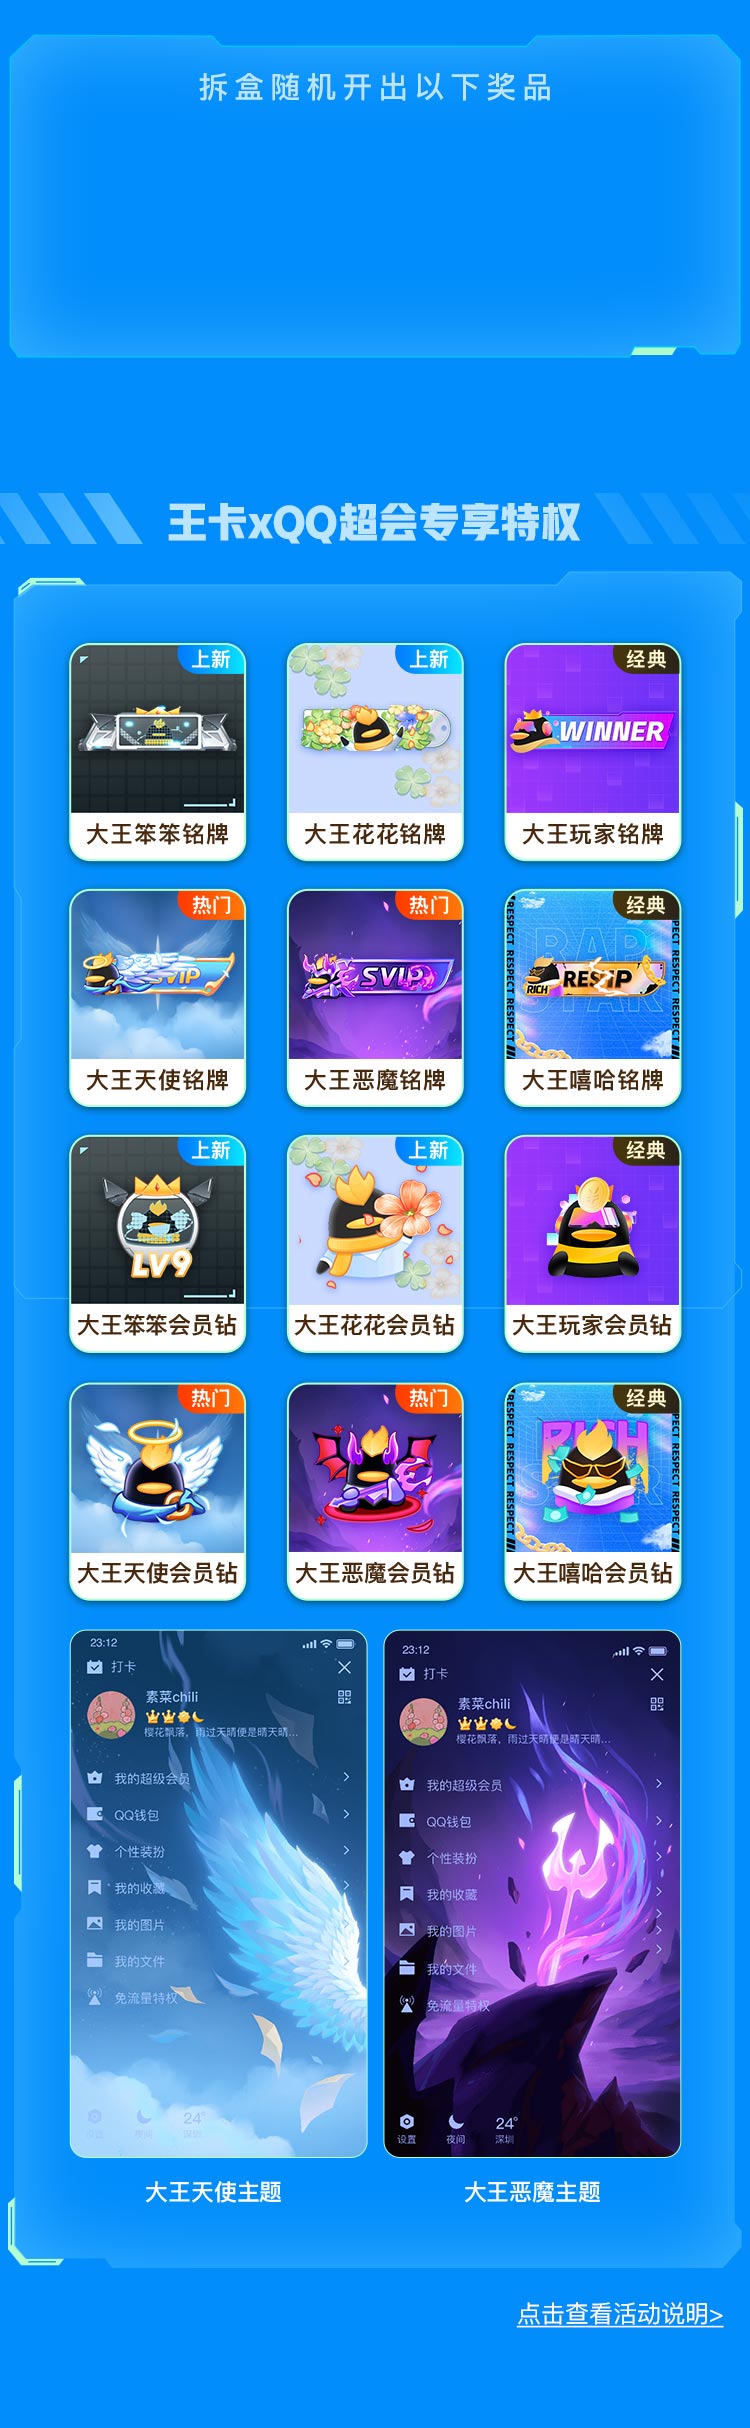 拆盒随机开出以下奖品
王卡xQQ超会专享特权
上新
上新
经典
WINNER
大王笨笨铭牌
大王花花铭牌
大王玩家铭牌
热门
热门
经典
SVIP
SVIP
RAP
RICH
RESIP
STAR
RESPECT RESPECT RESPECT
大王天使铭牌
大王恶魔铭牌
大王嘻哈铭牌
上新
上新
经典
LV9
大王笨笨会员钻
大王花花会员钻
大王玩家会员钻
热门
热门
经典
RICH
RESPECT RESPECT RESPECT
大王天使会员钻
大王恶魔会员钻
大王嘻哈会员钻
23:12
打卡
素菜chili
樱花飘落，雨过天晴便是晴天晴...
我的超级会员
QQ钱包
个性装扮
我的收藏
我的图片
我的文件
免流量特权
设置
夜间
24°
深圳
23:12
打卡
素菜chili
樱花飘落，雨过天晴便是晴天晴...
我的超级会员
QQ钱包
个性装扮
我的收藏
我的图片
我的文件
免流量特权
设置
夜间
24°
深圳
大王天使主题
大王恶魔主题
点击查看活动说明>